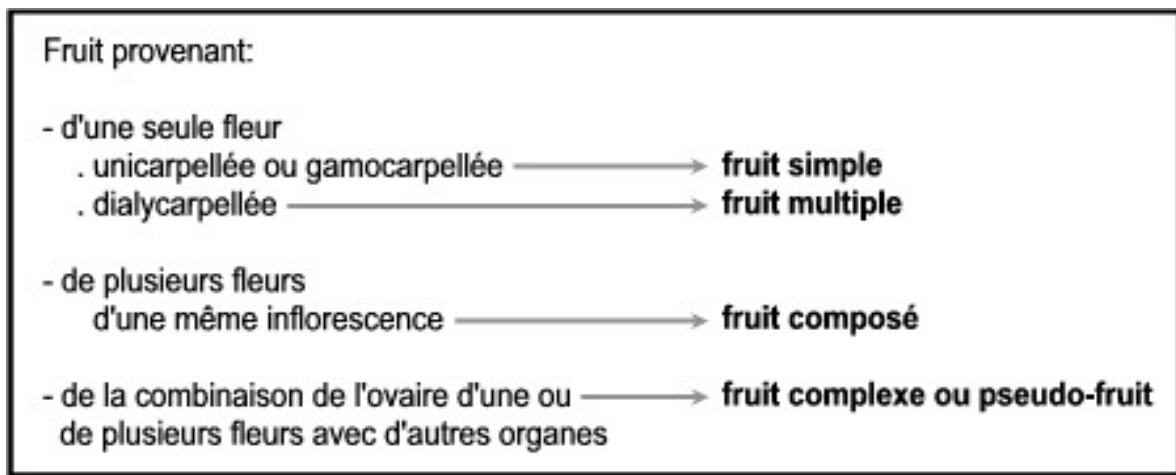 Fruit provenant:
- d'une seule fleur
. unicarpellée ou gamocarpellée fruit simple
. dialycarpellée fruit multiple
- de plusieurs fleurs
d'une même inflorescence fruit composé
- de la combinaison de l'ovaire d'une ou fruit complexe ou pseudo-fruit
de plusieurs fleurs avec d'autres organes